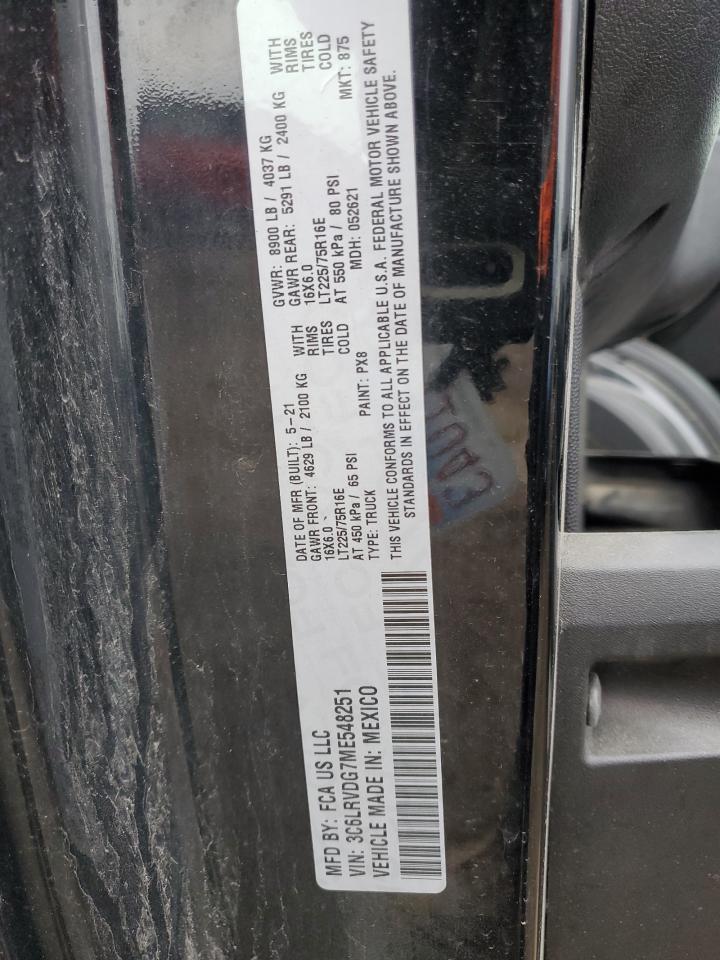 MFD BY: FCA US LLC
VIN: 3C6LRVDG7ME548251
VEHICLE MADE IN: MEXICO
DATE OF MFR (BUILT): 5-21
GAWR FRONT: 4629 LB / 2100 KG WITH
16X6.0 RIMS
LT225/75R16E TIRES
AT 450 kPa / 65 PSI COLD
TYPE: TRUCK PAINT: PX8
GVWR: 8900 LB / 4037 KG
GAWR REAR: 5291 LB / 2400 KG WITH
16X6.0 RIMS
LT225/75R16E TIRES
AT 550 kPa / 80 PSI COLD
MDH: 052621 MKT: 875
THIS VEHICLE CONFORMS TO ALL APPLICABLE U.S.A. FEDERAL MOTOR VEHICLE SAFETY
STANDARDS IN EFFECT ON THE DATE OF MANUFACTURE SHOWN ABOVE.